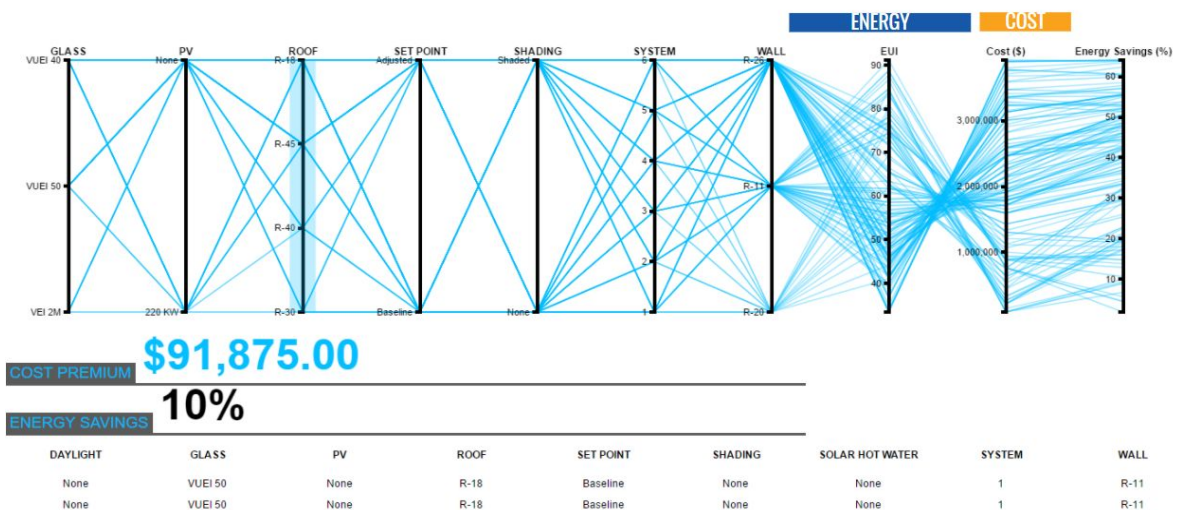 ENERGY COST
GLASS PV ROOF SET POINT SHADING SYSTEM WALL EUI Cost ($) Energy Savings (%)
VUEI 40 None R-18 Adjusted Shaded 6 R-26 90
60
5 80 50
3,000,000
R-45 70
4 40
VUEI 50 R-11 60 2,000,000
3 30
R-40 50 20
2 1,000,000
40 10
VEI 2M 220 KW R-30 Baseline None 1 R-20
COST PREMIUM $91,875.00
ENERGY SAVINGS 10%
DAYLIGHT GLASS PV ROOF SET POINT SHADING SOLAR HOT WATER SYSTEM WALL
None VUEI 50 None R-18 Baseline None None 1 R-11
None VUEI 50 None R-18 Baseline None None 1 R-11